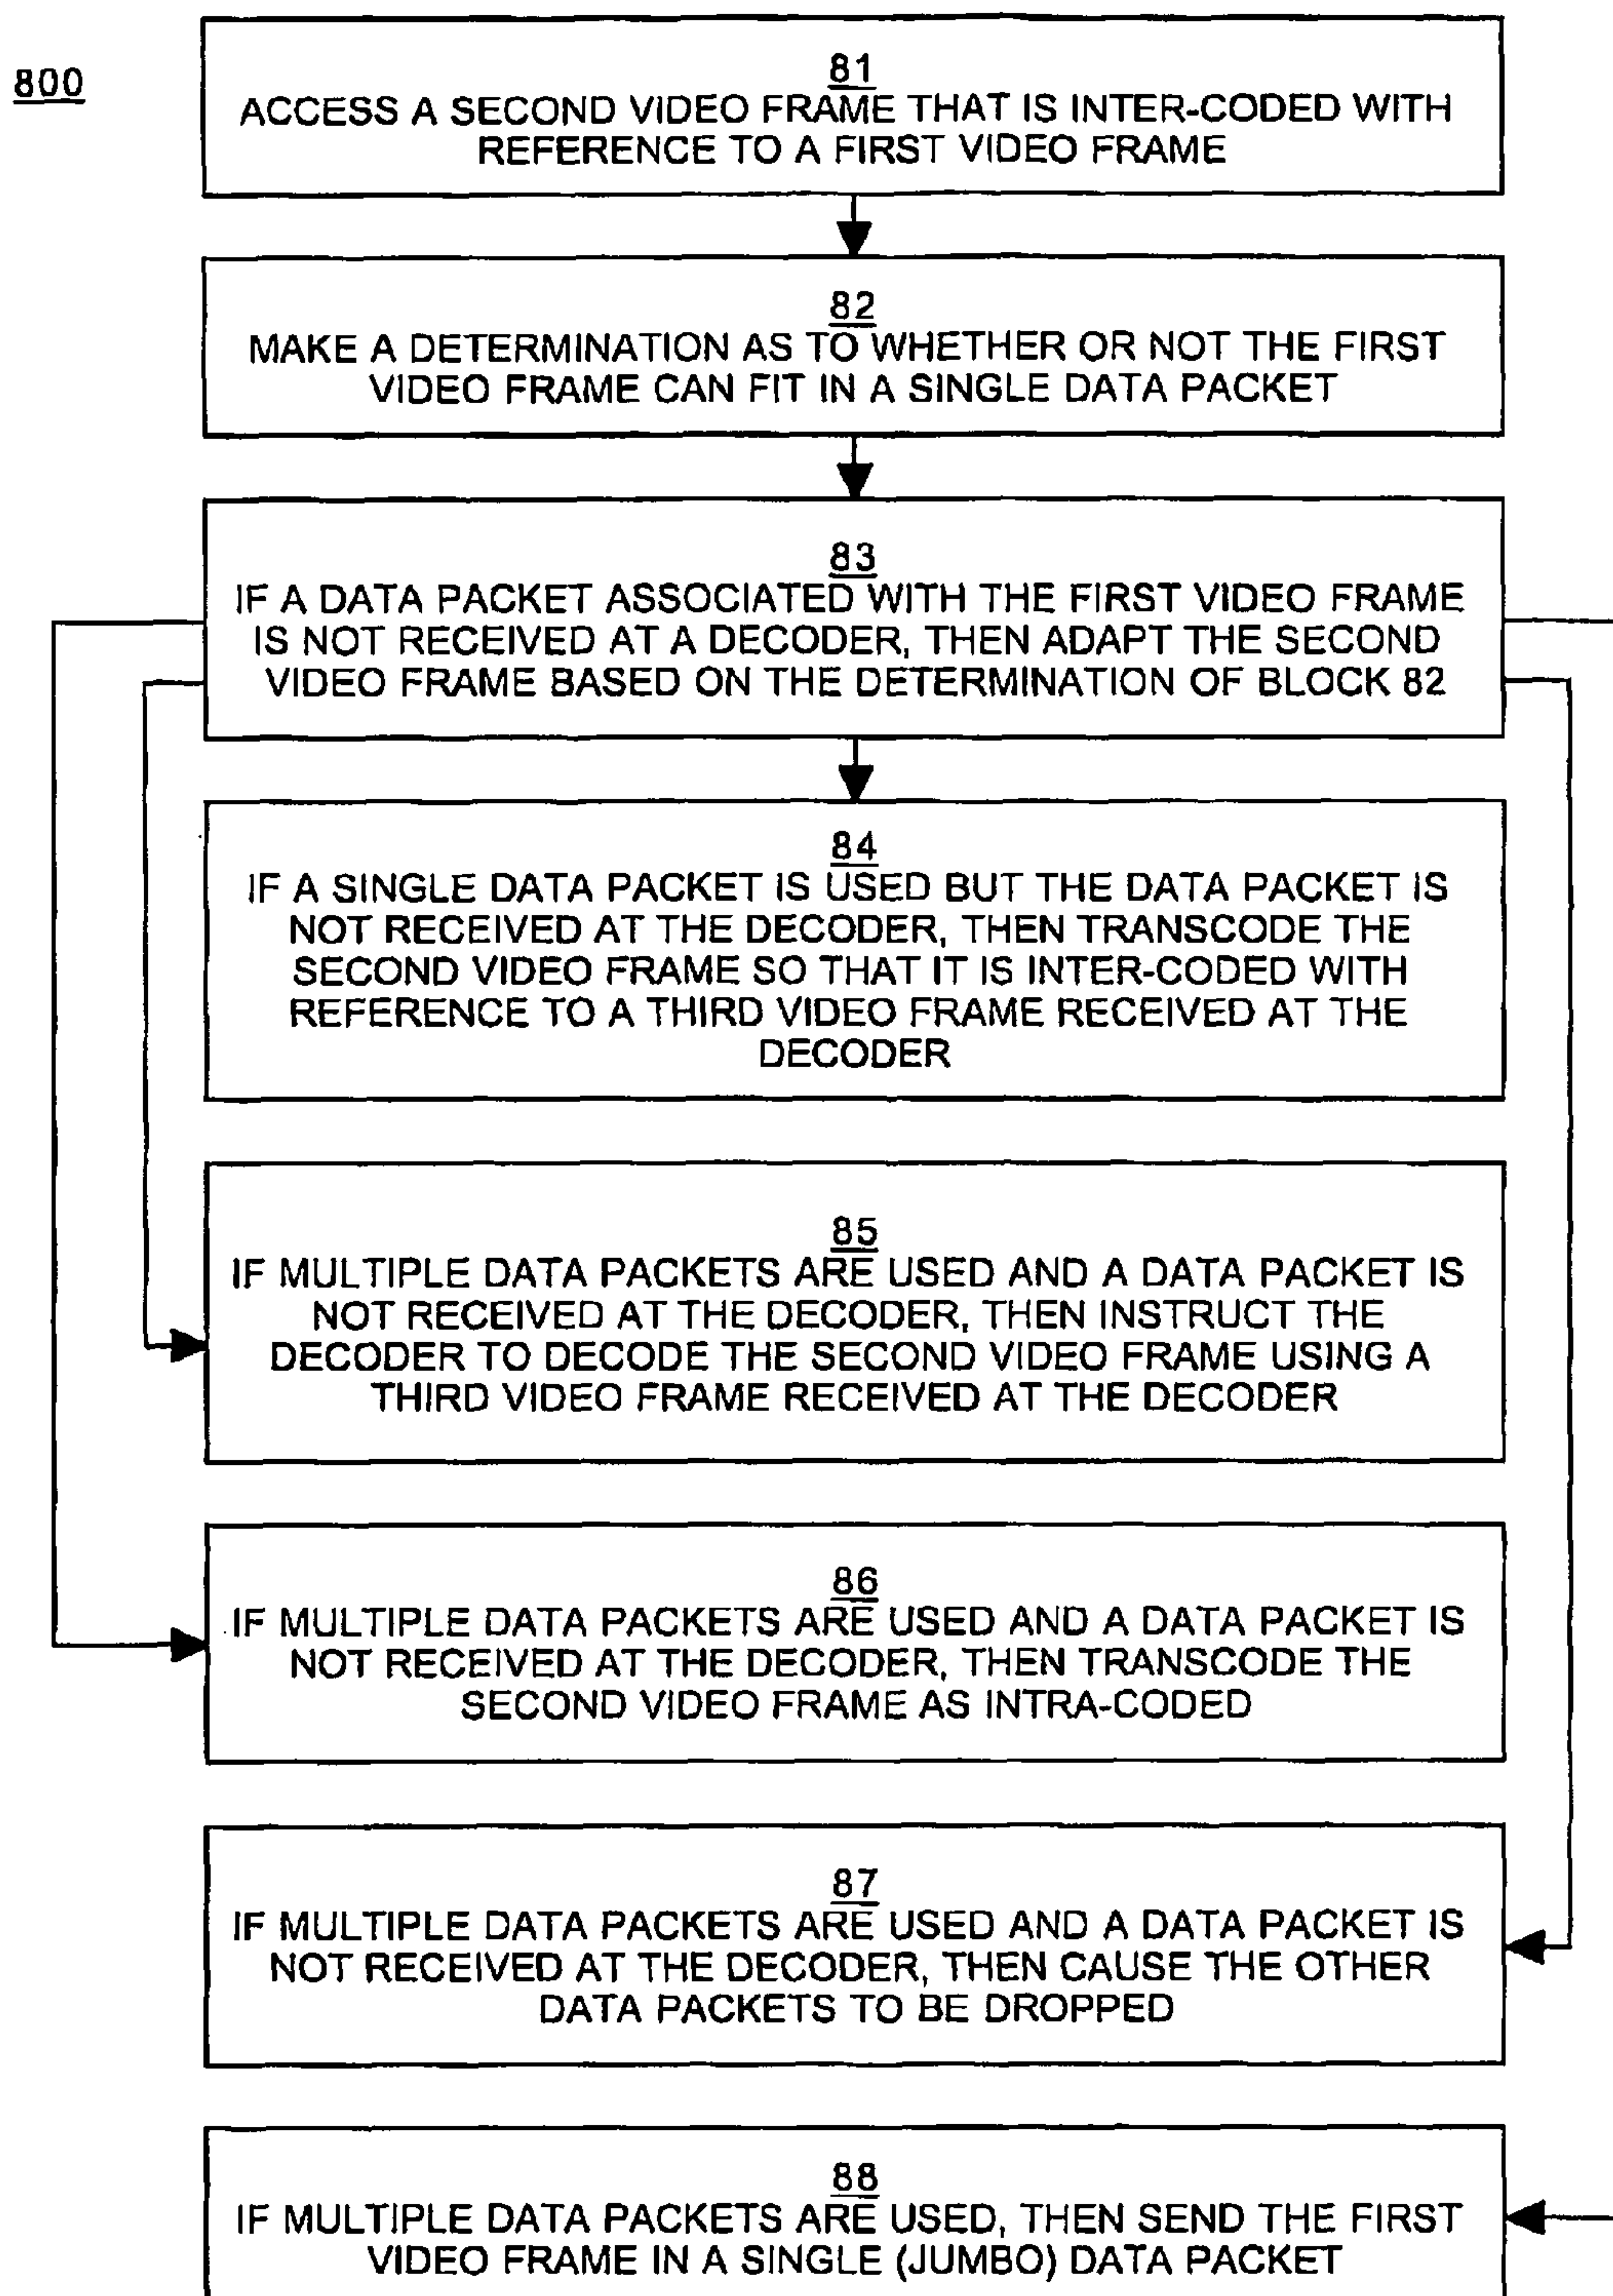 800
81
ACCESS A SECOND VIDEO FRAME THAT IS INTER-CODED WITH
REFERENCE TO A FIRST VIDEO FRAME
82
MAKE A DETERMINATION AS TO WHETHER OR NOT THE FIRST
VIDEO FRAME CAN FIT IN A SINGLE DATA PACKET
83
IF A DATA PACKET ASSOCIATED WITH THE FIRST VIDEO FRAME
IS NOT RECEIVED AT A DECODER, THEN ADAPT THE SECOND
VIDEO FRAME BASED ON THE DETERMINATION OF BLOCK 82
84
IF A SINGLE DATA PACKET IS USED BUT THE DATA PACKET IS
NOT RECEIVED AT THE DECODER, THEN TRANSCODE THE
SECOND VIDEO FRAME SO THAT IT IS INTER-CODED WITH
REFERENCE TO A THIRD VIDEO FRAME RECEIVED AT THE
DECODER
85
IF MULTIPLE DATA PACKETS ARE USED AND A DATA PACKET IS
NOT RECEIVED AT THE DECODER, THEN INSTRUCT THE
DECODER TO DECODE THE SECOND VIDEO FRAME USING A
THIRD VIDEO FRAME RECEIVED AT THE DECODER
86
IF MULTIPLE DATA PACKETS ARE USED AND A DATA PACKET IS
NOT RECEIVED AT THE DECODER, THEN TRANSCODE THE
SECOND VIDEO FRAME AS INTRA-CODED
87
IF MULTIPLE DATA PACKETS ARE USED AND A DATA PACKET IS
NOT RECEIVED AT THE DECODER, THEN CAUSE THE OTHER
DATA PACKETS TO BE DROPPED
88
IF MULTIPLE DATA PACKETS ARE USED, THEN SEND THE FIRST
VIDEO FRAME IN A SINGLE (JUMBO) DATA PACKET